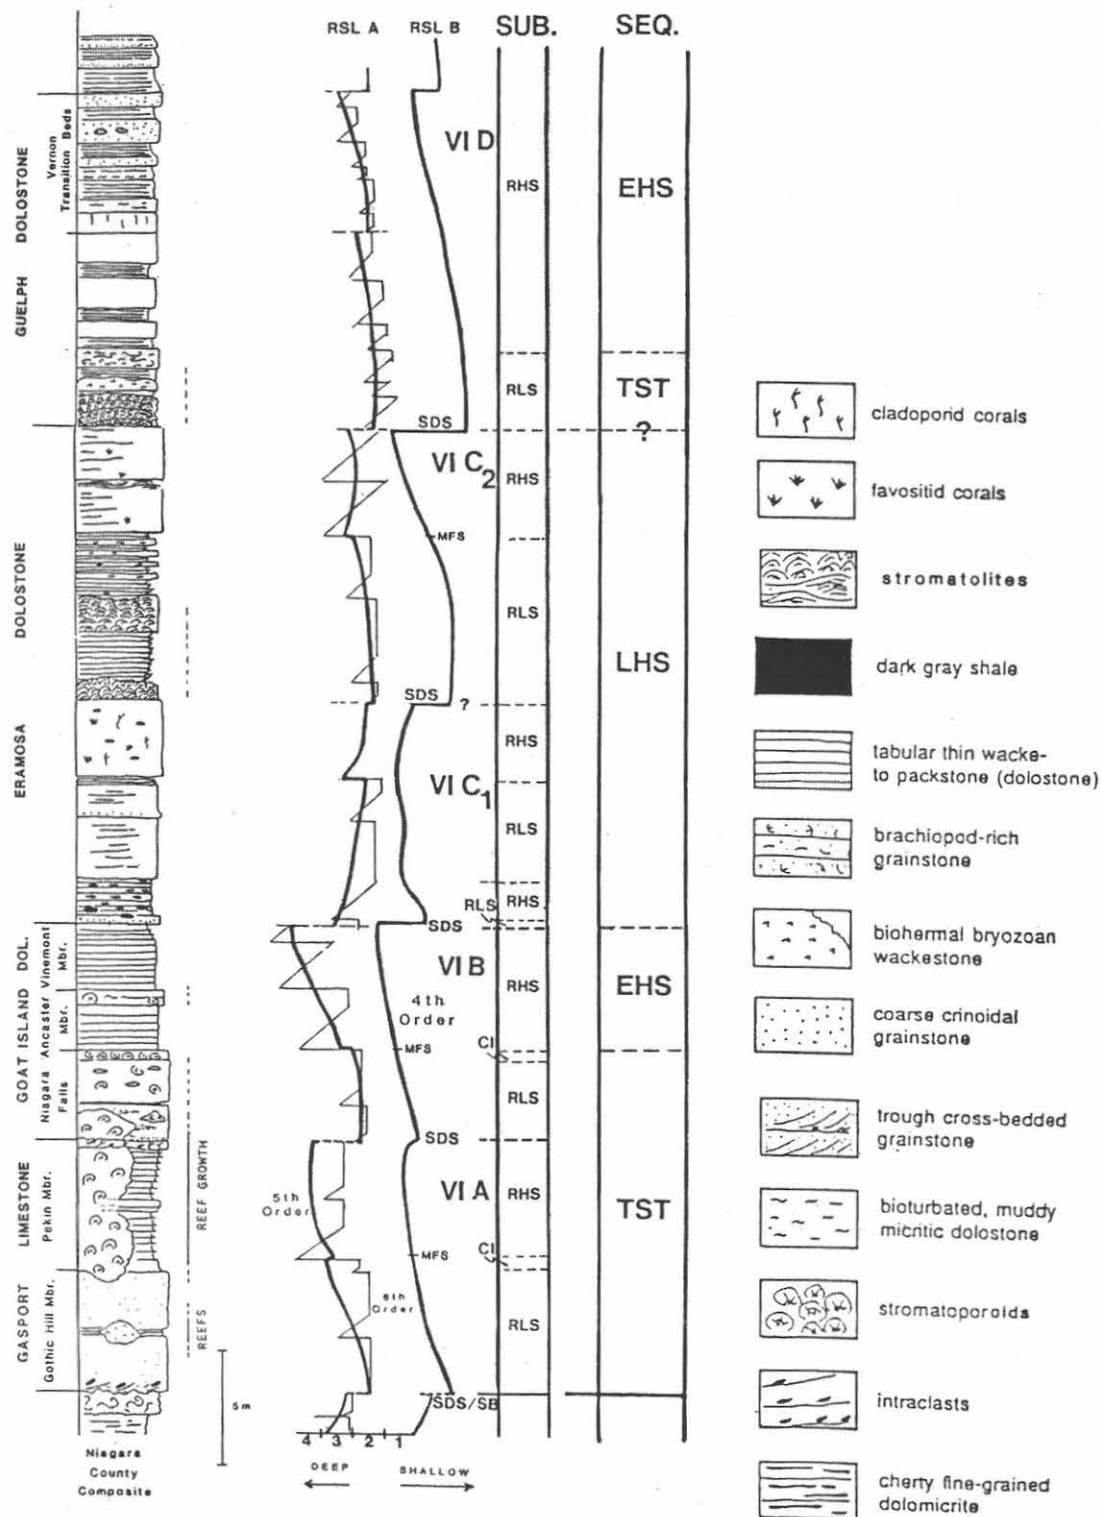 RSL A
RSL B
SUB.
SEQ.
GUELPH DOLOSTONE
Vernon
Transition Beds
ERAMOSA DOLOSTONE
GOAT ISLAND DOL.
Vinemont
Mbr.
Ancaster
Mbr.
Niagara
Falls
GASPORT LIMESTONE
Pekin Mbr.
Gothic Hill Mbr.
REEF GROWTH
REEFS
5m
Niagara
County
Composite
VI D
RHS
EHS
RLS
TST
SDS
?
VI C2
RHS
MFS
RLS
LHS
SDS
?
RHS
VI C1
RLS
RHS
RLS
SDS
VI B
RHS
EHS
4th
Order
CI
MFS
RLS
SDS
VI A
RHS
TST
5th
Order
CI
MFS
6th
Order
RLS
SDS/SB
4 3 2 1
DEEP
SHALLOW
cladoporid corals
favositid corals
stromatolites
dark gray shale
tabular thin wacke-
to packstone (dolostone)
brachiopod-rich
grainstone
biohermal bryozoan
wackestone
coarse crinoidal
grainstone
trough cross-bedded
grainstone
bioturbated, muddy
micritic dolostone
stromatoporoids
intraclasts
cherty fine-grained
dolomicrite